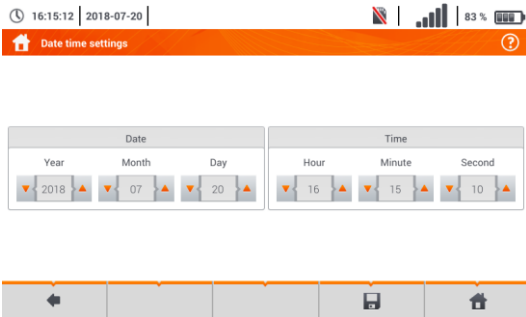 16:15:12 2018-07-20 83 %
Date time settings ?
Date Time
Year Month Day Hour Minute Second
2018 07 20 16 15 10